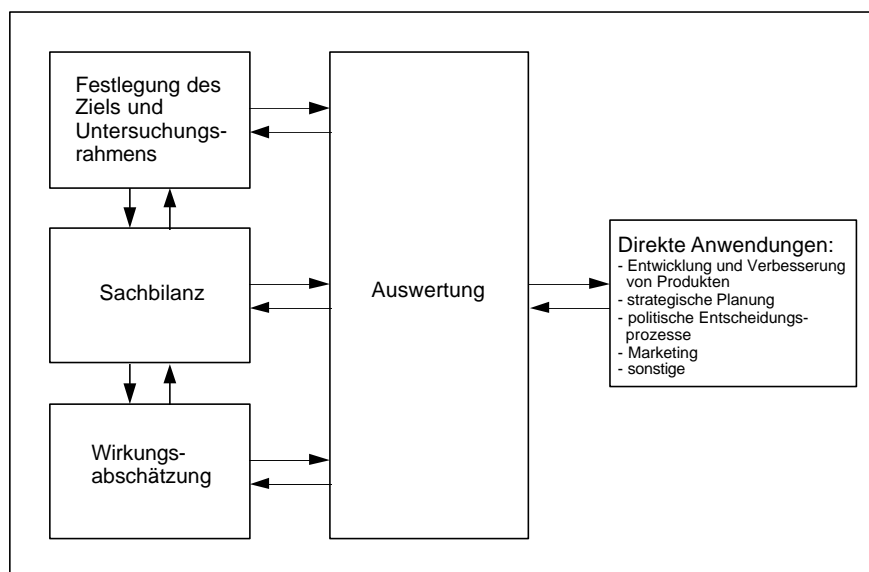 Festlegung des
Ziels und
Untersuchungs-
rahmens
Sachbilanz
Wirkungs-
abschätzung
Auswertung
Direkte Anwendungen:
- Entwicklung und Verbesserung
von Produkten
- strategische Planung
- politische Entscheidungs-
prozesse
- Marketing
- sonstige